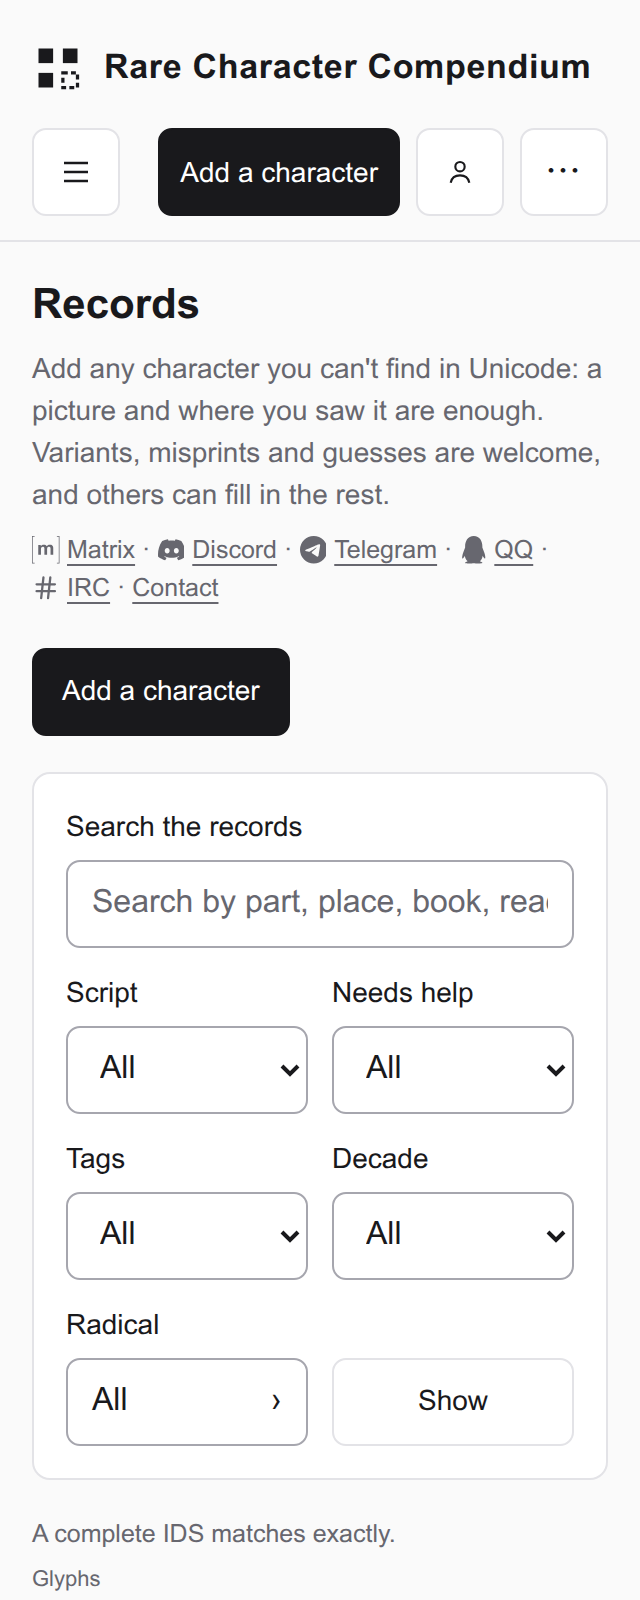 Rare Character Compendium
Add a character
Records
Add any character you can't find in Unicode: a
picture and where you saw it are enough.
Variants, misprints and guesses are welcome,
and others can fill in the rest.
[m] Matrix · Discord · Telegram · QQ ·
# IRC · Contact
Add a character
Search the records
Search by part, place, book, rea
Script
Needs help
All
All
Tags
Decade
All
All
Radical
All ›
Show
A complete IDS matches exactly.
Glyphs